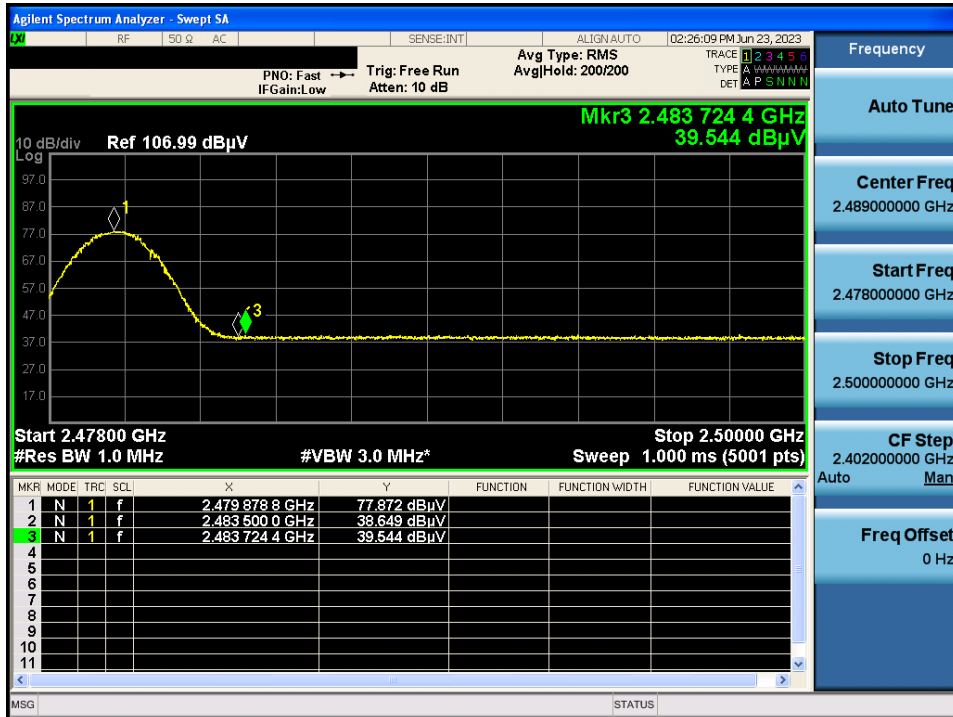 Agilent Spectrum Analyzer - Swept SA
LXI RF 50 Ω AC SENSE:INT ALIGN AUTO 02:26:09 PM Jun 23, 2023
PNO: Fast
IFGain:Low
Trig: Free Run
Atten: 10 dB
Avg Type: RMS
Avg|Hold: 200/200
TRACE 1 2 3 4 5 6
TYPE A WWWWW
DET A P S N N N
Mkr3 2.483 724 4 GHz
39.544 dBµV
10 dB/div Ref 106.99 dBµV
Log
97.0
87.0
77.0
67.0
57.0
47.0
37.0
27.0
17.0
1
3
Start 2.47800 GHz Stop 2.50000 GHz
#Res BW 1.0 MHz #VBW 3.0 MHz* Sweep 1.000 ms (5001 pts)
MKR MODE TRC SCL X Y FUNCTION FUNCTION WIDTH FUNCTION VALUE
1 N 1 f 2.479 878 8 GHz 77.872 dBµV
2 N 1 f 2.483 500 0 GHz 38.649 dBµV
3 N 1 f 2.483 724 4 GHz 39.544 dBµV
4
5
6
7
8
9
10
11
MSG STATUS
Frequency
Auto Tune
Center Freq
2.489000000 GHz
Start Freq
2.478000000 GHz
Stop Freq
2.500000000 GHz
CF Step
2.402000000 GHz
Auto Man
Freq Offset
0 Hz